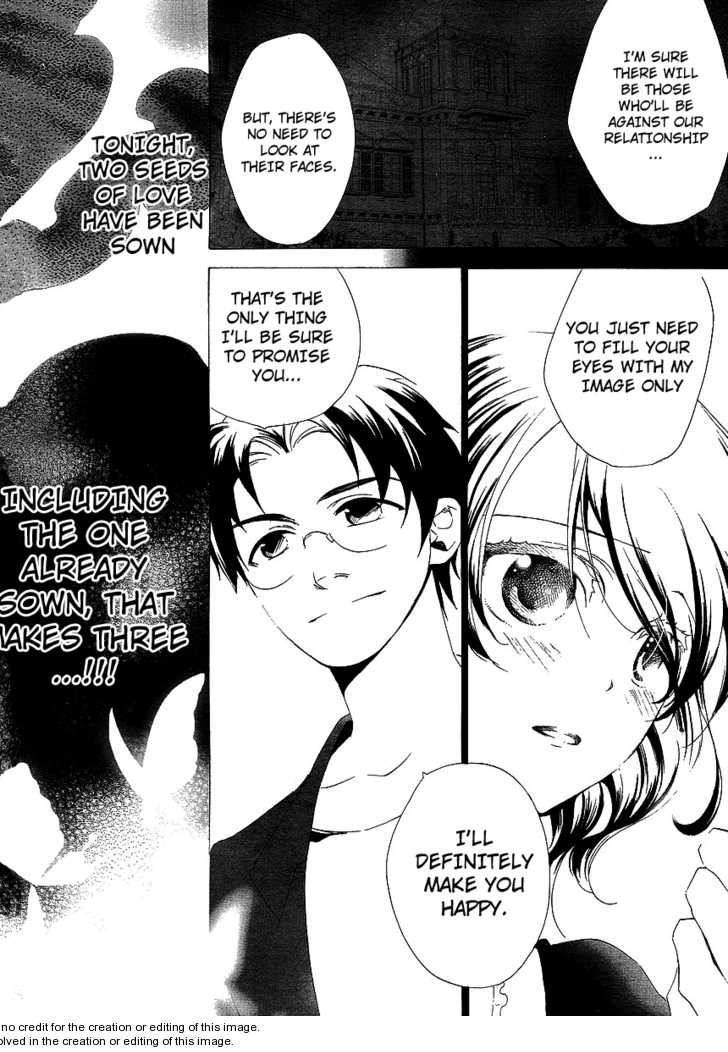 I'M SURE
THERE WILL
BE THOSE
WHO'LL BE
AGAINST OUR
RELATIONSHIP
...
BUT, THERE'S
NO NEED TO
LOOK AT
THEIR FACES.
YOU JUST NEED
TO FILL YOUR
EYES WITH MY
IMAGE ONLY
THAT'S THE
ONLY THING
I'LL BE SURE
TO PROMISE
YOU...
I'LL
DEFINITELY
MAKE YOU
HAPPY.
TONIGHT,
TWO SEEDS
OF LOVE
HAVE BEEN
SOWN
INCLUDING
THE ONE
ALREADY
SOWN, THAT
MAKES THREE
...!!!
no credit for the creation or editing of this image.
olved in the creation or editing of this image.